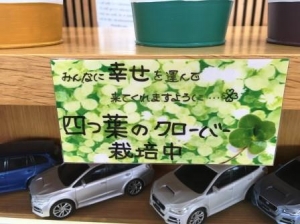 みんなに幸せを運んで
来てくれますように…
四つ葉のクローバー
栽培中